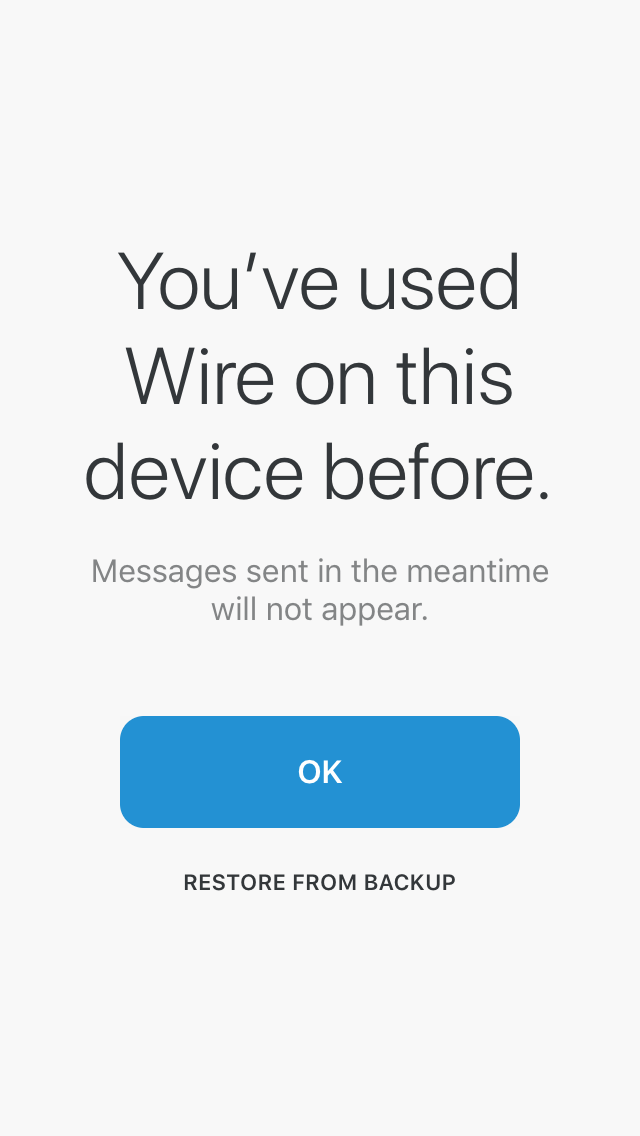 You′ve used
Wire on this
device before.
Messages sent in the meantime
will not appear.
OK
RESTORE FROM BACKUP